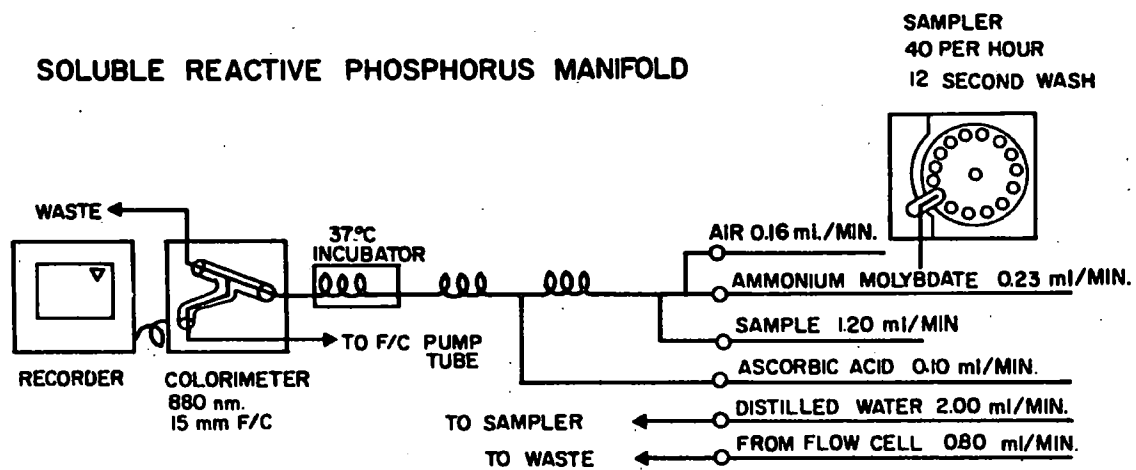 SAMPLER
40 PER HOUR
12 SECOND WASH
SOLUBLE REACTIVE PHOSPHORUS MANIFOLD
WASTE
37°C
INCUBATOR
AIR 0.16 ml./MIN.
AMMONIUM MOLYBDATE 0.23 ml/MIN.
SAMPLE 1.20 ml/MIN
TO F/C PUMP
TUBE
ASCORBIC ACID 0.10 ml/MIN.
RECORDER
COLORIMETER
880 nm.
15 mm F/C
DISTILLED WATER 2.00 ml/MIN.
TO SAMPLER
FROM FLOW CELL 0.80 ml/MIN.
TO WASTE